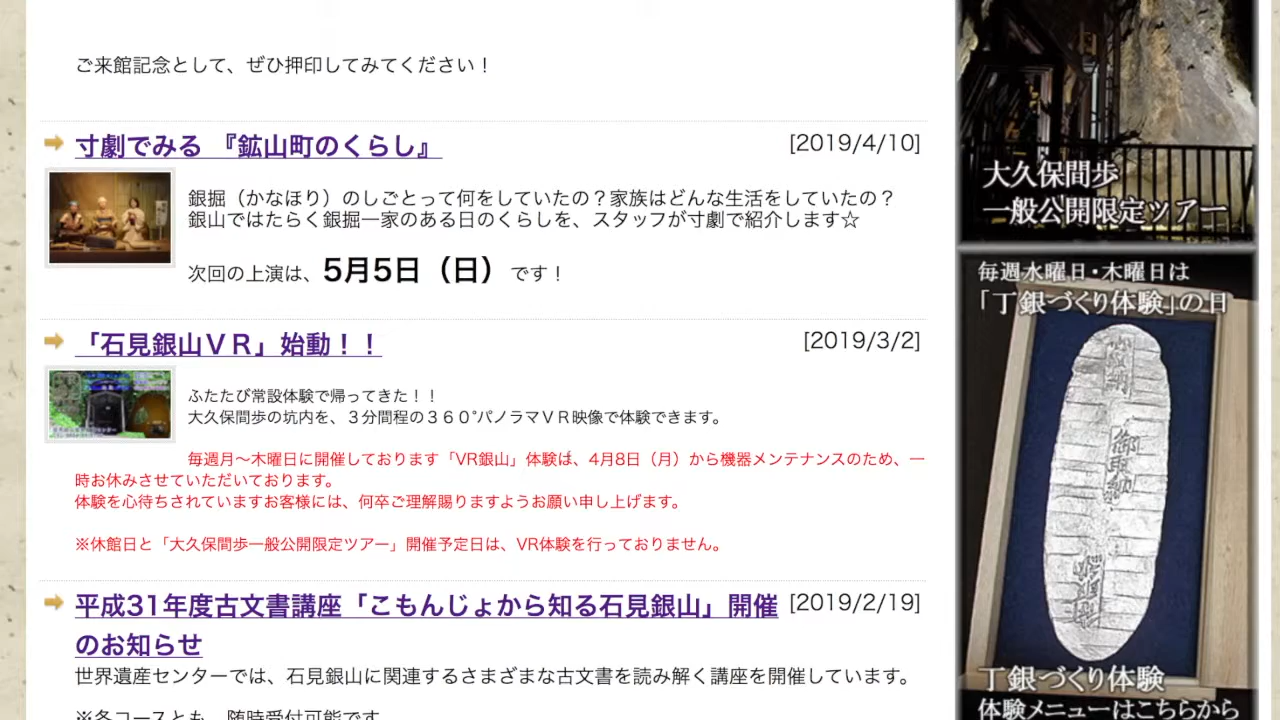 ご来館記念として、ぜひ押印してみてください！
寸劇でみる 『鉱山町のくらし』
[2019/4/10]
銀掘（かなほり）のしごとって何をしていたの？家族はどんな生活をしていたの？
銀山ではたらく銀掘一家のある日のくらしを、スタッフが寸劇で紹介します☆
次回の上演は、5月5日（日）です！
「石見銀山ＶＲ」始動！！
[2019/3/2]
ふたたび常設体験で帰ってきた！！
大久保間歩の坑内を、３分間程の３６０°パノラマＶＲ映像で体験できます。
毎週月〜木曜日に開催しております「VR銀山」体験は、4月8日（月）から機器メンテナンスのため、一
時お休みさせていただいております。
体験を心待ちされていますお客様には、何卒ご理解賜りますようお願い申し上げます。
※休館日と「大久保間歩一般公開限定ツアー」開催予定日は、VR体験を行っておりません。
平成31年度古文書講座「こもんじょから知る石見銀山」開催
[2019/2/19]
のお知らせ
世界遺産センターでは、石見銀山に関連するさまざまな古文書を読み解く講座を開催しています。
※各コースとも、随時受付可能です
大久保間歩
一般公開限定ツアー
毎週水曜日・木曜日は
「丁銀づくり体験」の日
御取納
丁銀づくり体験
体験メニューはこちらから